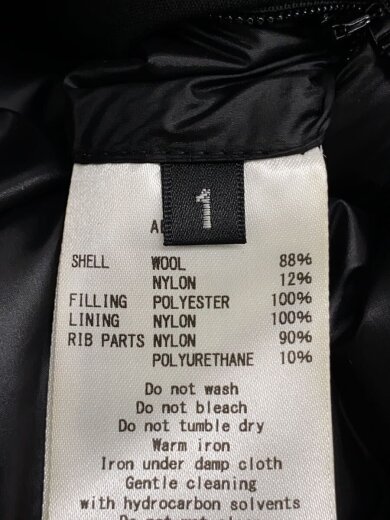 1
SHELL WOOL 88%
NYLON 12%
FILLING POLYESTER 100%
LINING NYLON 100%
RIB PARTS NYLON 90%
POLYURETHANE 10%
Do not wash
Do not bleach
Do not tumble dry
Warm iron
Iron under damp cloth
Gentle cleaning
with hydrocarbon solvents
Do not